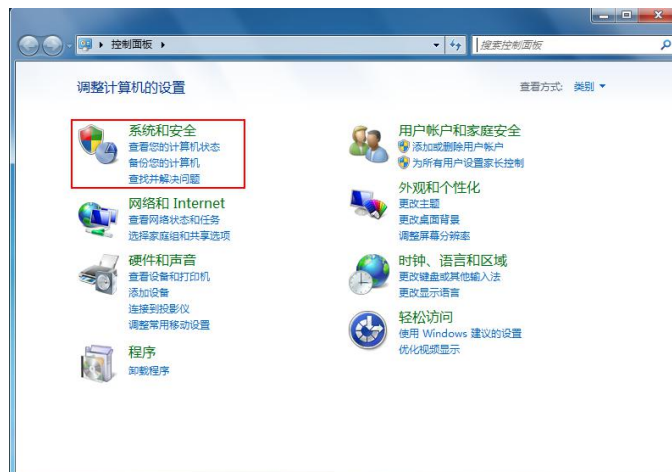 控制面板
搜索控制面板
调整计算机的设置
查看方式: 类别
系统和安全
查看您的计算机状态
备份您的计算机
查找并解决问题
网络和 Internet
查看网络状态和任务
选择家庭组和共享选项
硬件和声音
查看设备和打印机
添加设备
连接到投影仪
调整常用移动设置
程序
卸载程序
用户帐户和家庭安全
添加或删除用户帐户
为所有用户设置家长控制
外观和个性化
更改主题
更改桌面背景
调整屏幕分辨率
时钟、语言和区域
更改键盘或其他输入法
更改显示语言
轻松访问
使用 Windows 建议的设置
优化视频显示